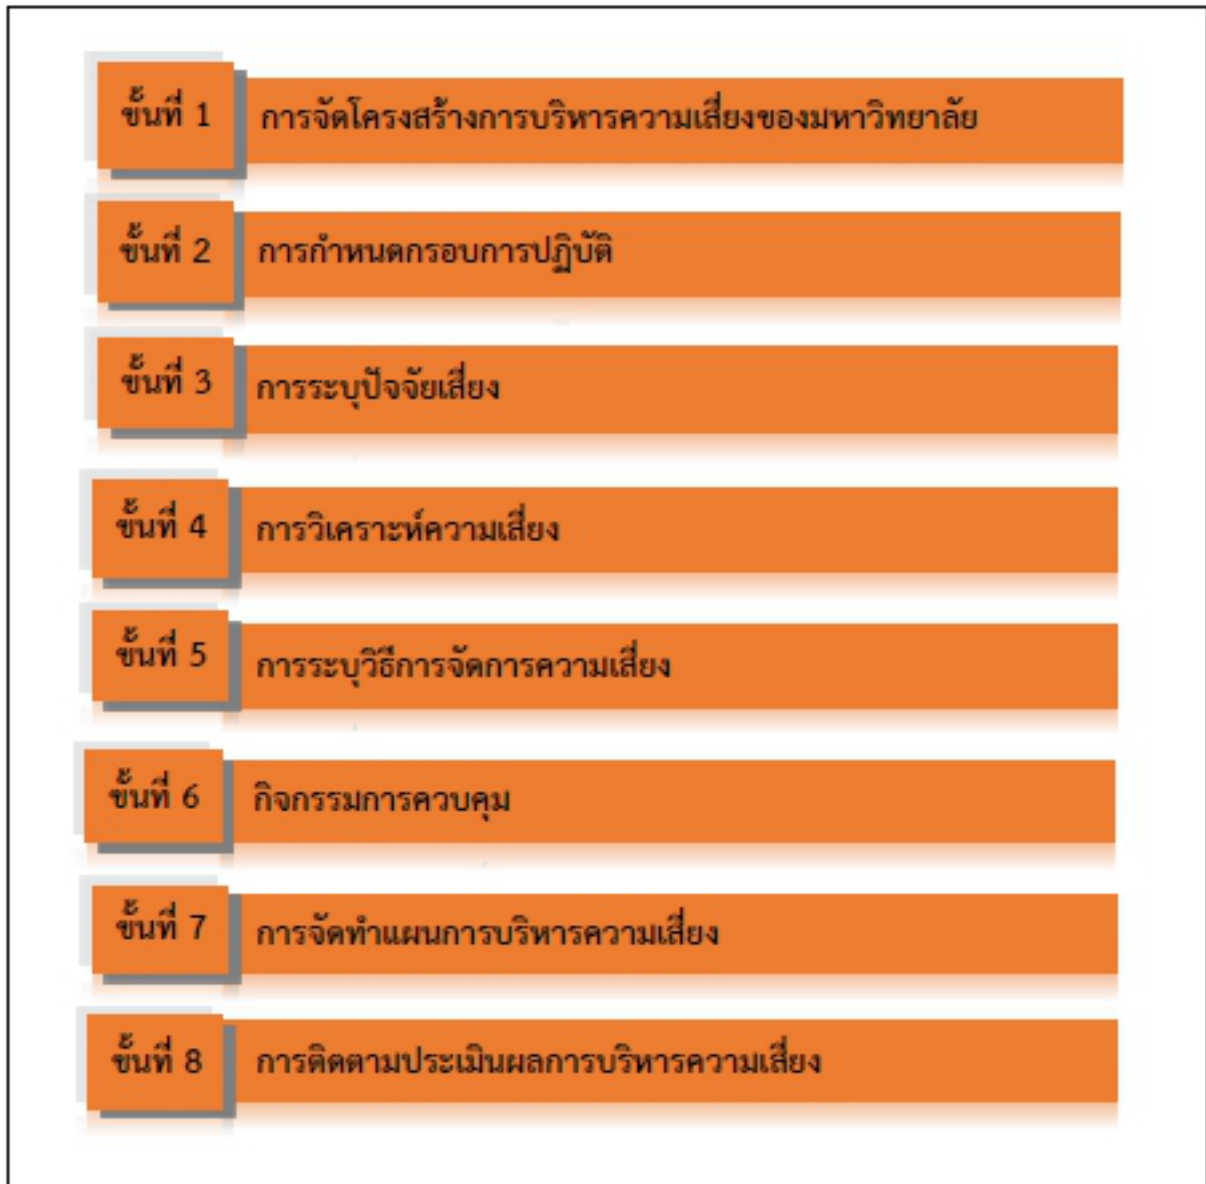 ขั้นที่ 1 การจัดโครงสร้างการบริหารความเสี่ยงของมหาวิทยาลัย
ขั้นที่ 2 การกำหนดกรอบการปฏิบัติ
ขั้นที่ 3 การระบุปัจจัยเสี่ยง
ขั้นที่ 4 การวิเคราะห์ความเสี่ยง
ขั้นที่ 5 การระบุวิธีการจัดการความเสี่ยง
ขั้นที่ 6 กิจกรรมการควบคุม
ขั้นที่ 7 การจัดทำแผนการบริหารความเสี่ยง
ขั้นที่ 8 การติดตามประเมินผลการบริหารความเสี่ยง